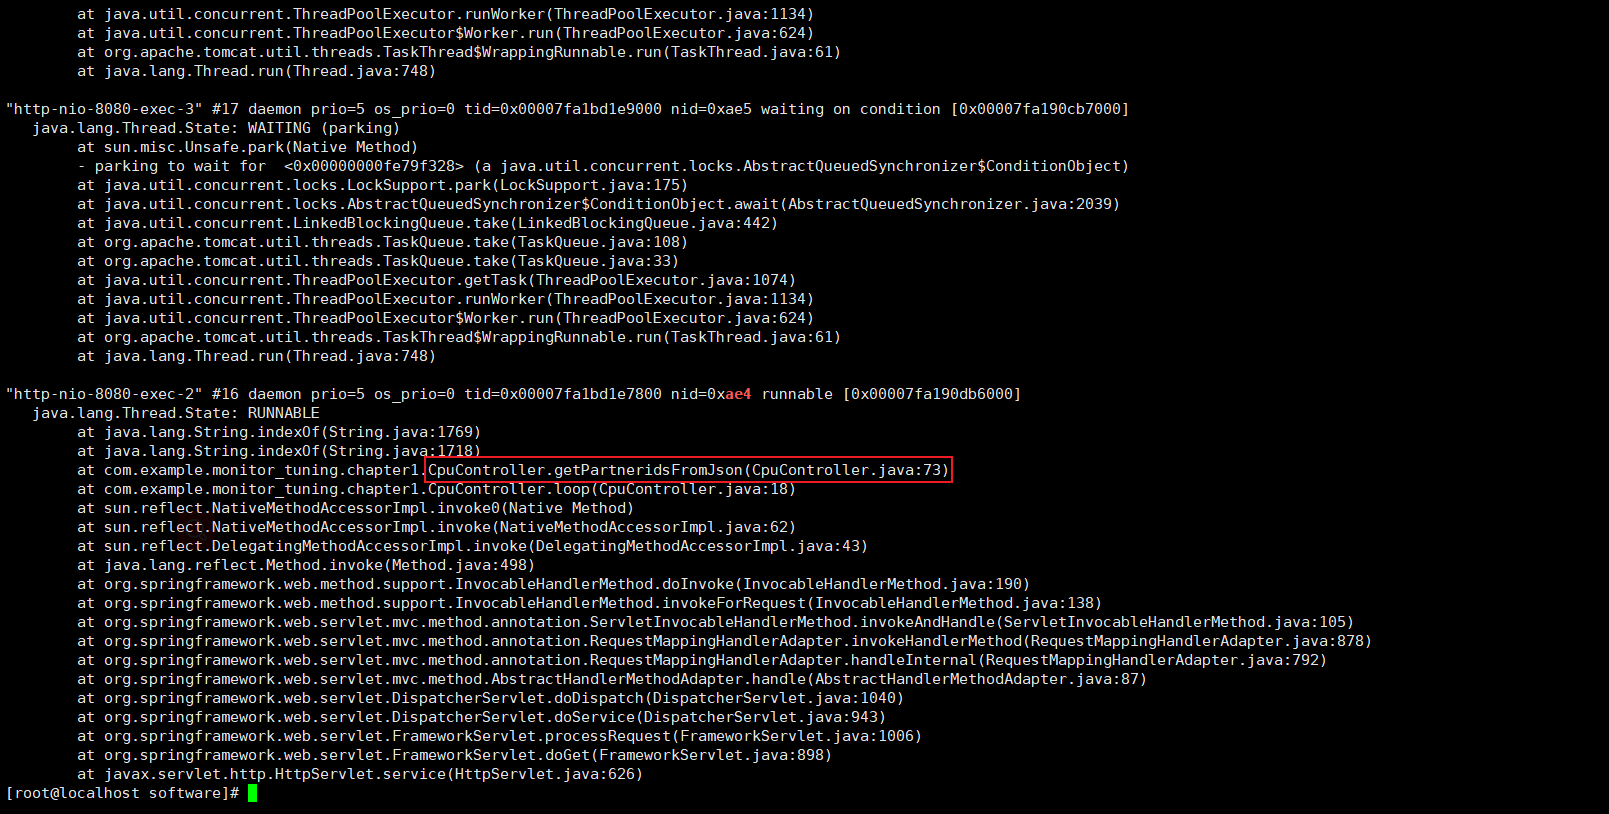 at java.util.concurrent.ThreadPoolExecutor.runWorker(ThreadPoolExecutor.java:1134)
at java.util.concurrent.ThreadPoolExecutor$Worker.run(ThreadPoolExecutor.java:624)
at org.apache.tomcat.util.threads.TaskThread$WrappingRunnable.run(TaskThread.java:61)
at java.lang.Thread.run(Thread.java:748)
"http-nio-8080-exec-3" #17 daemon prio=5 os_prio=0 tid=0x00007fa1bd1e9000 nid=0xae5 waiting on condition [0x00007fa190cb7000]
java.lang.Thread.State: WAITING (parking)
at sun.misc.Unsafe.park(Native Method)
- parking to wait for  <0x00000000fe79f328> (a java.util.concurrent.locks.AbstractQueuedSynchronizer$ConditionObject)
at java.util.concurrent.locks.LockSupport.park(LockSupport.java:175)
at java.util.concurrent.locks.AbstractQueuedSynchronizer$ConditionObject.await(AbstractQueuedSynchronizer.java:2039)
at java.util.concurrent.LinkedBlockingQueue.take(LinkedBlockingQueue.java:442)
at org.apache.tomcat.util.threads.TaskQueue.take(TaskQueue.java:108)
at org.apache.tomcat.util.threads.TaskQueue.take(TaskQueue.java:33)
at java.util.concurrent.ThreadPoolExecutor.getTask(ThreadPoolExecutor.java:1074)
at java.util.concurrent.ThreadPoolExecutor.runWorker(ThreadPoolExecutor.java:1134)
at java.util.concurrent.ThreadPoolExecutor$Worker.run(ThreadPoolExecutor.java:624)
at org.apache.tomcat.util.threads.TaskThread$WrappingRunnable.run(TaskThread.java:61)
at java.lang.Thread.run(Thread.java:748)
"http-nio-8080-exec-2" #16 daemon prio=5 os_prio=0 tid=0x00007fa1bd1e7800 nid=0xae4 runnable [0x00007fa190db6000]
java.lang.Thread.State: RUNNABLE
at java.lang.String.indexOf(String.java:1769)
at java.lang.String.indexOf(String.java:1718)
at com.example.monitor_tuning.chapter1.CpuController.getPartneridsFromJson(CpuController.java:73)
at com.example.monitor_tuning.chapter1.CpuController.loop(CpuController.java:18)
at sun.reflect.NativeMethodAccessorImpl.invoke0(Native Method)
at sun.reflect.NativeMethodAccessorImpl.invoke(NativeMethodAccessorImpl.java:62)
at sun.reflect.DelegatingMethodAccessorImpl.invoke(DelegatingMethodAccessorImpl.java:43)
at java.lang.reflect.Method.invoke(Method.java:498)
at org.springframework.web.method.support.InvocableHandlerMethod.doInvoke(InvocableHandlerMethod.java:190)
at org.springframework.web.method.support.InvocableHandlerMethod.invokeForRequest(InvocableHandlerMethod.java:138)
at org.springframework.web.servlet.mvc.method.annotation.ServletInvocableHandlerMethod.invokeAndHandle(ServletInvocableHandlerMethod.java:105)
at org.springframework.web.servlet.mvc.method.annotation.RequestMappingHandlerAdapter.invokeHandlerMethod(RequestMappingHandlerAdapter.java:878)
at org.springframework.web.servlet.mvc.method.annotation.RequestMappingHandlerAdapter.handleInternal(RequestMappingHandlerAdapter.java:792)
at org.springframework.web.servlet.mvc.method.AbstractHandlerMethodAdapter.handle(AbstractHandlerMethodAdapter.java:87)
at org.springframework.web.servlet.DispatcherServlet.doDispatch(DispatcherServlet.java:1040)
at org.springframework.web.servlet.DispatcherServlet.doService(DispatcherServlet.java:943)
at org.springframework.web.servlet.FrameworkServlet.processRequest(FrameworkServlet.java:1006)
at org.springframework.web.servlet.FrameworkServlet.doGet(FrameworkServlet.java:898)
at javax.servlet.http.HttpServlet.service(HttpServlet.java:626)
[root@localhost software]#